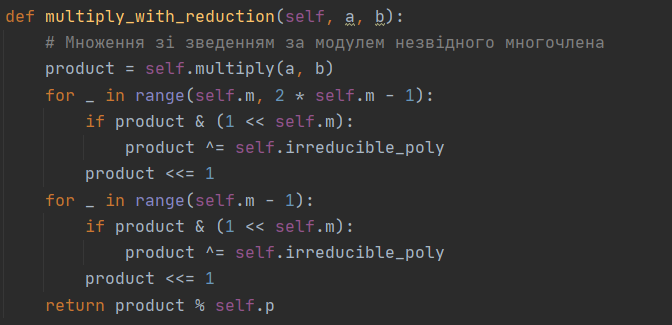 def multiply_with_reduction(self, a, b):
    # Множення зі зведенням за модулем незвідного многочлена
    product = self.multiply(a, b)
    for _ in range(self.m, 2 * self.m - 1):
        if product & (1 << self.m):
            product ^= self.irreducible_poly
        product <<= 1
    for _ in range(self.m - 1):
        if product & (1 << self.m):
            product ^= self.irreducible_poly
        product <<= 1
    return product % self.p